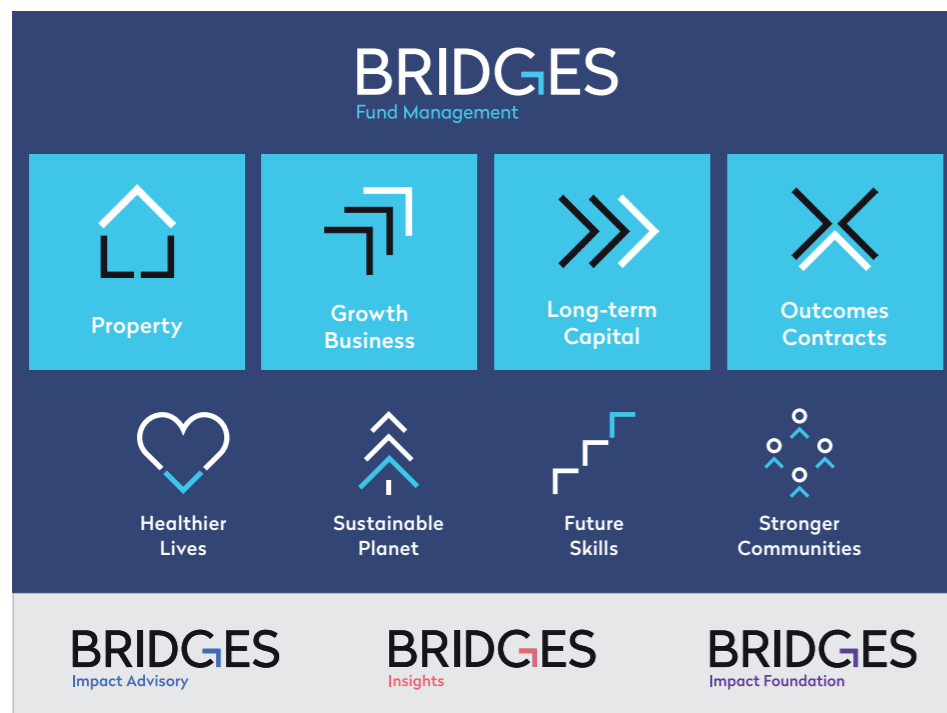 BRIDGES
Fund Management
Property
Growth
Business
Long-term
Capital
Outcomes
Contracts
Healthier
Lives
Sustainable
Planet
Future
Skills
Stronger
Communities
BRIDGES
Impact Advisory
BRIDGES
Insights
BRIDGES
Impact Foundation